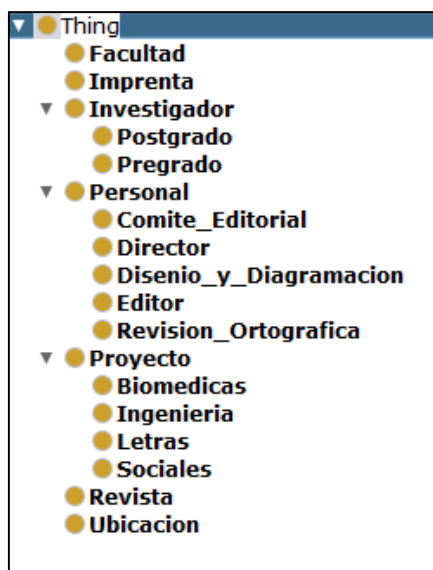 Thing
Facultad
Imprenta
Investigador
Postgrado
Pregrado
Personal
Comite_Editorial
Director
Disenio_y_Diagramacion
Editor
Revision_Ortografica
Proyecto
Biomedicas
Ingenieria
Letras
Sociales
Revista
Ubicacion